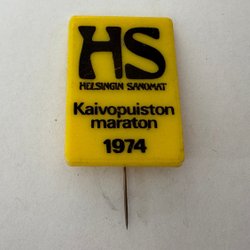 HS
HELSINGIN SANOMAT
Kaivopuiston
maraton
1974